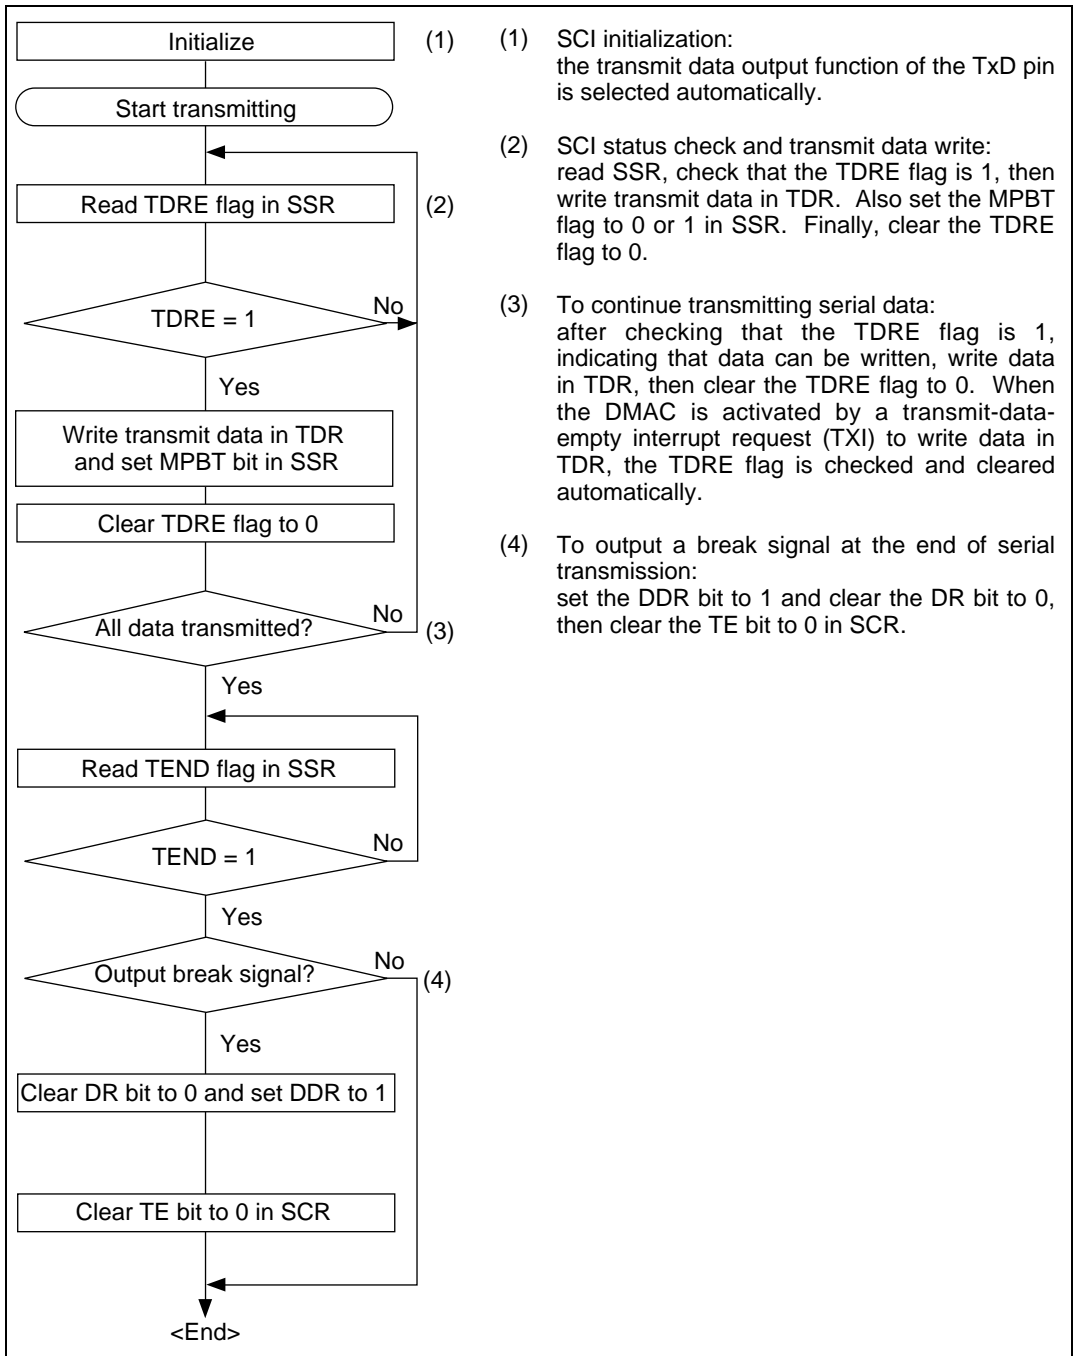 Initialize
(1)
Start transmitting
Read TDRE flag in SSR
(2)
TDRE = 1
No
Yes
Write transmit data in TDR
and set MPBT bit in SSR
Clear TDRE flag to 0
All data transmitted?
No
(3)
Yes
Read TEND flag in SSR
TEND = 1
No
Yes
Output break signal?
No
(4)
Yes
Clear DR bit to 0 and set DDR to 1
Clear TE bit to 0 in SCR
<End>
(1) SCI initialization:
the transmit data output function of the TxD pin
is selected automatically.
(2) SCI status check and transmit data write:
read SSR, check that the TDRE flag is 1, then
write transmit data in TDR. Also set the MPBT
flag to 0 or 1 in SSR. Finally, clear the TDRE
flag to 0.
(3) To continue transmitting serial data:
after checking that the TDRE flag is 1,
indicating that data can be written, write data
in TDR, then clear the TDRE flag to 0. When
the DMAC is activated by a transmit-data-
empty interrupt request (TXI) to write data in
TDR, the TDRE flag is checked and cleared
automatically.
(4) To output a break signal at the end of serial
transmission:
set the DDR bit to 1 and clear the DR bit to 0,
then clear the TE bit to 0 in SCR.